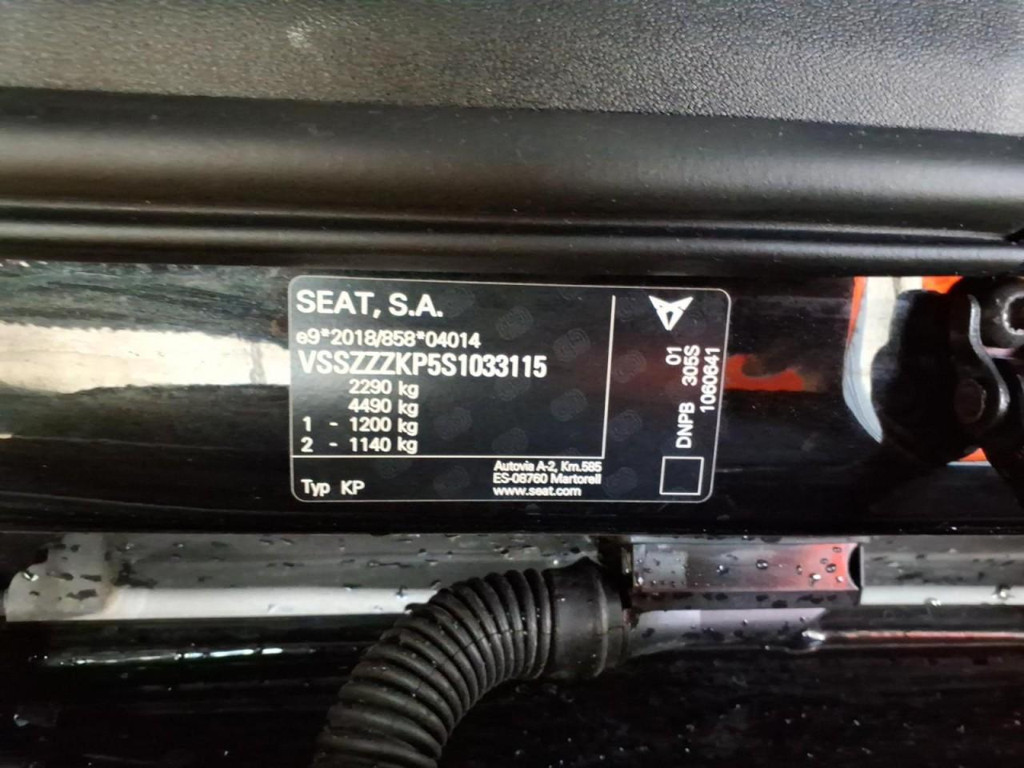 SEAT, S.A.
e9*2018/858*04014
VSSZZZKP5S1033115
2290 kg
4490 kg
1 - 1200 kg
2 - 1140 kg
Typ KP
Autovia A-2, Km.585
ES-08760 Martorell
www.seat.com
01
DNPB 305S
1060641